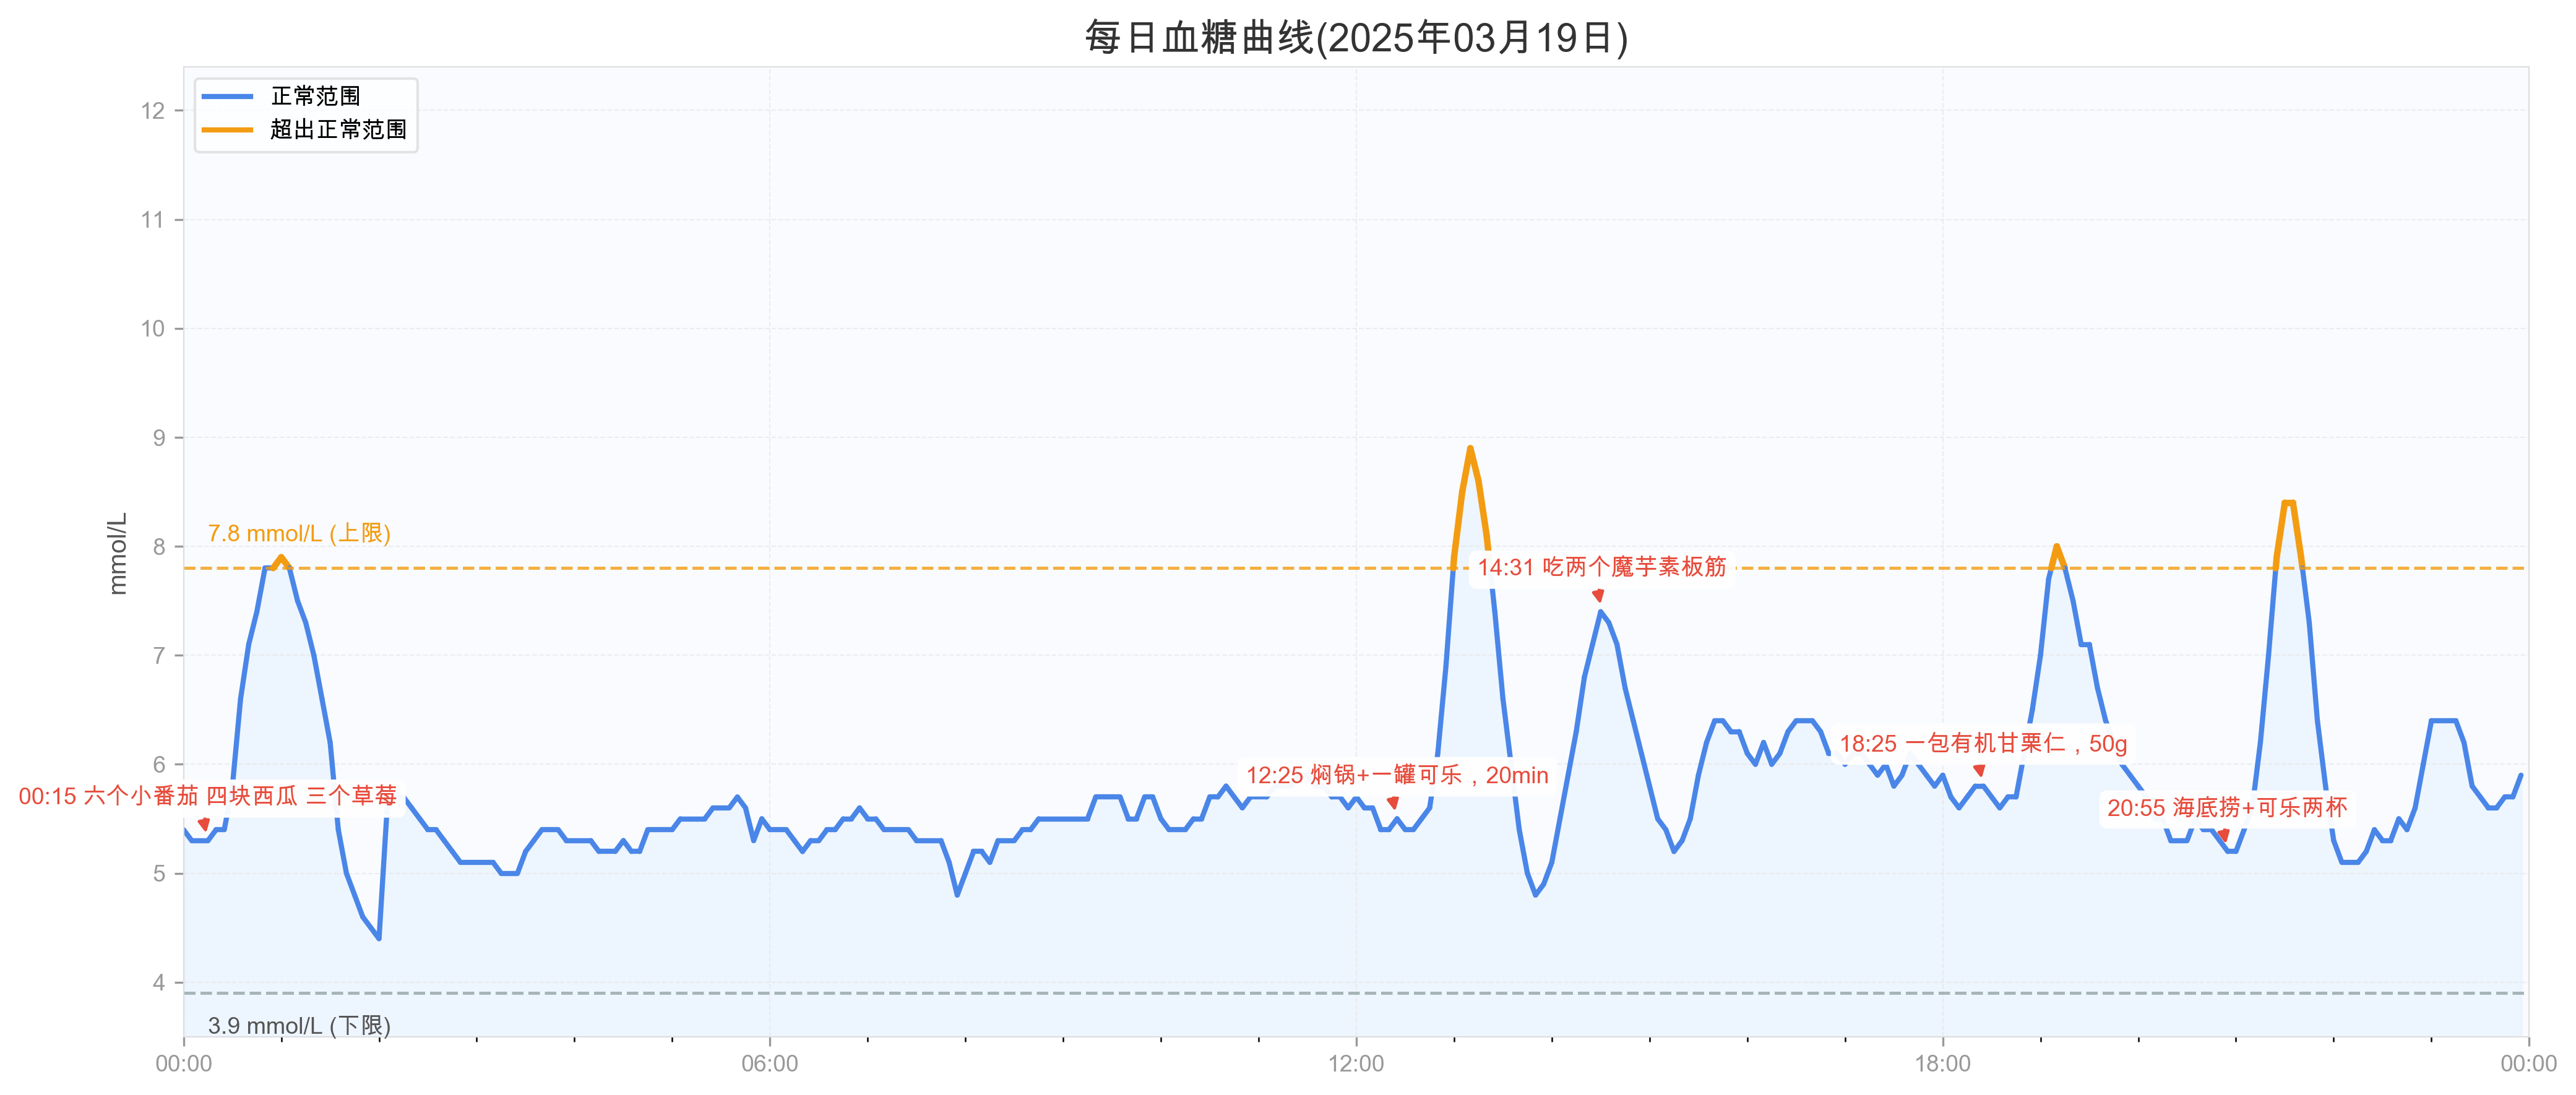 每日血糖曲线(2025年03月19日)
正常范围
超出正常范围
mmol/L
12
11
10
9
8
7
6
5
4
7.8 mmol/L (上限)
3.9 mmol/L (下限)
00:15 六个小番茄 四块西瓜 三个草莓
12:25 焖锅+一罐可乐，20min
14:31 吃两个魔芋素板筋
18:25 一包有机甘栗仁，50g
20:55 海底捞+可乐两杯
00:00
06:00
12:00
18:00
00:00